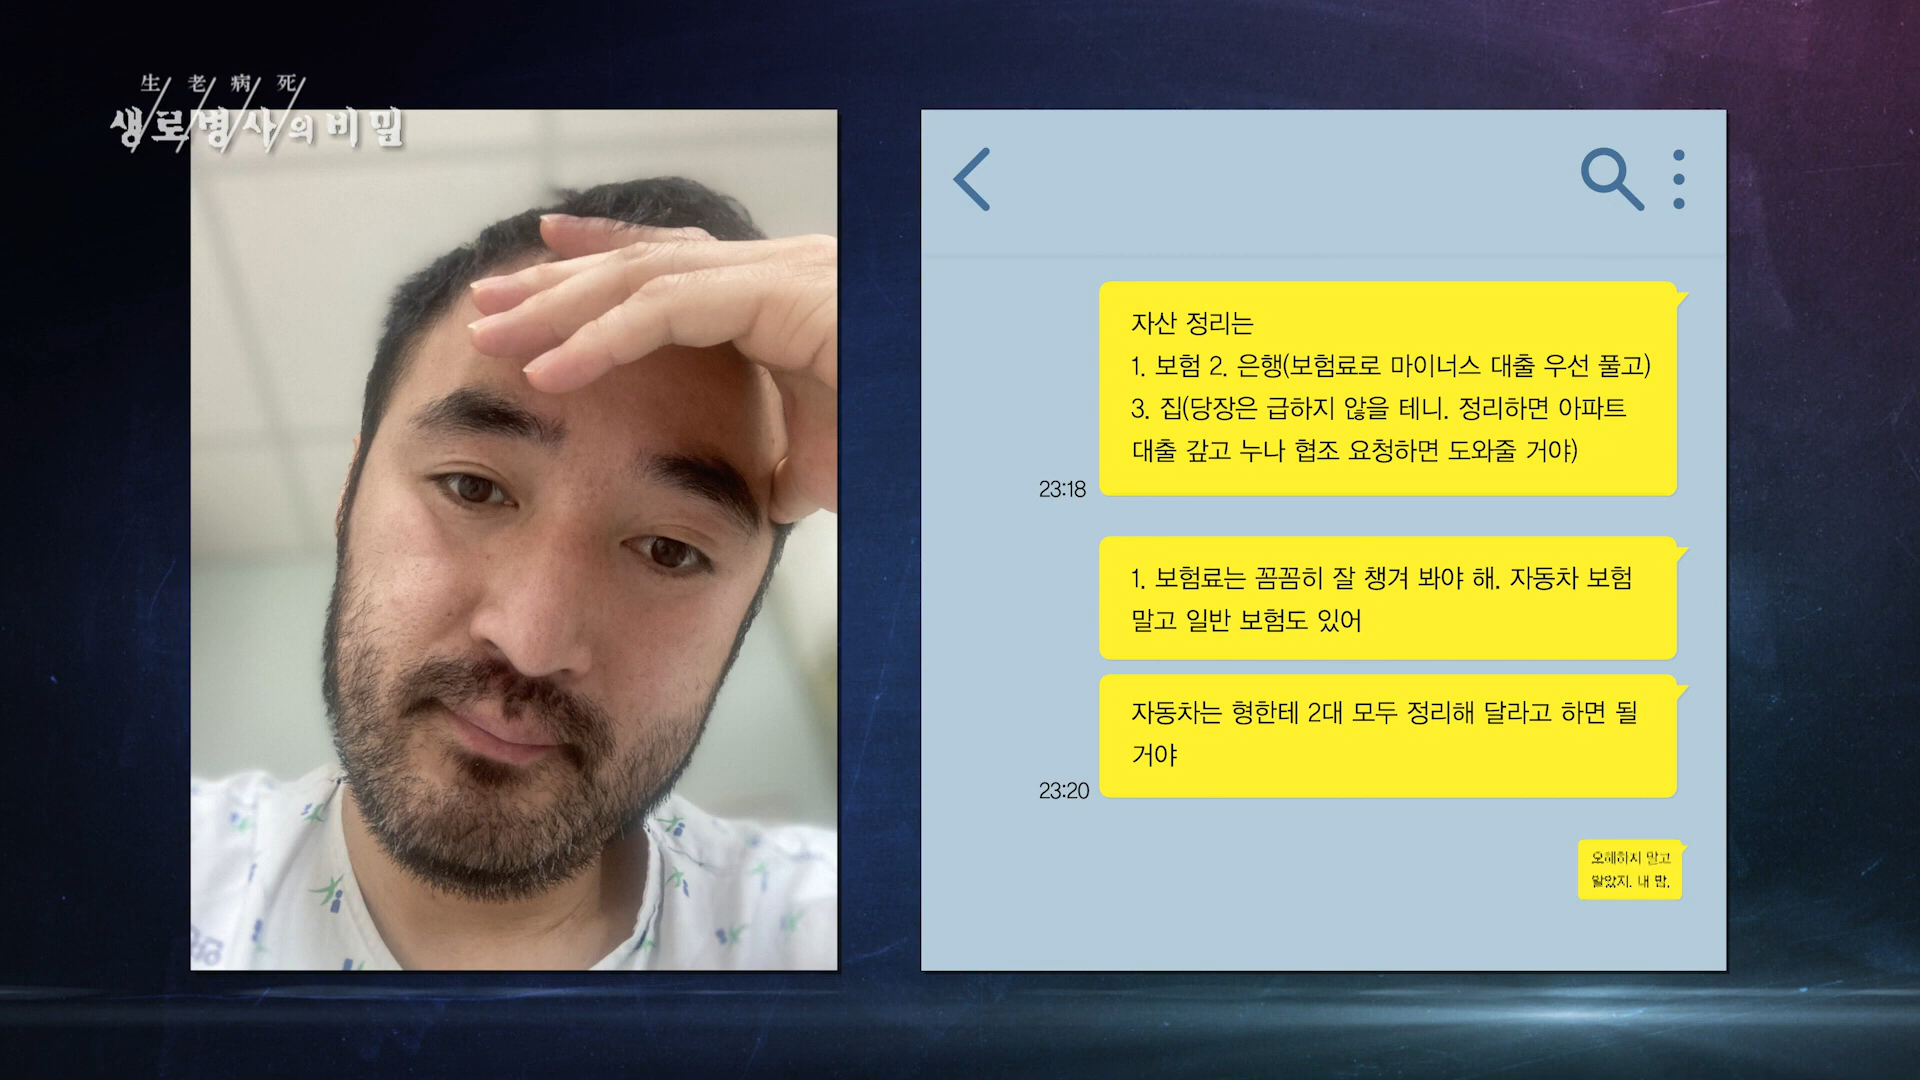 生 老 病 死
생로병사의 비밀
자산 정리는
1. 보험 2. 은행(보험료로 마이너스 대출 우선 풀고)
3. 집(당장은 급하지 않을 테니. 정리하면 아파트
대출 갚고 누나 협조 요청하면 도와줄 거야)
23:18
1. 보험료는 꼼꼼히 잘 챙겨 봐야 해. 자동차 보험
말고 일반 보험도 있어
자동차는 형한테 2대 모두 정리해 달라고 하면 될
거야
23:20
오해하지 말고
알았지. 내 맘.